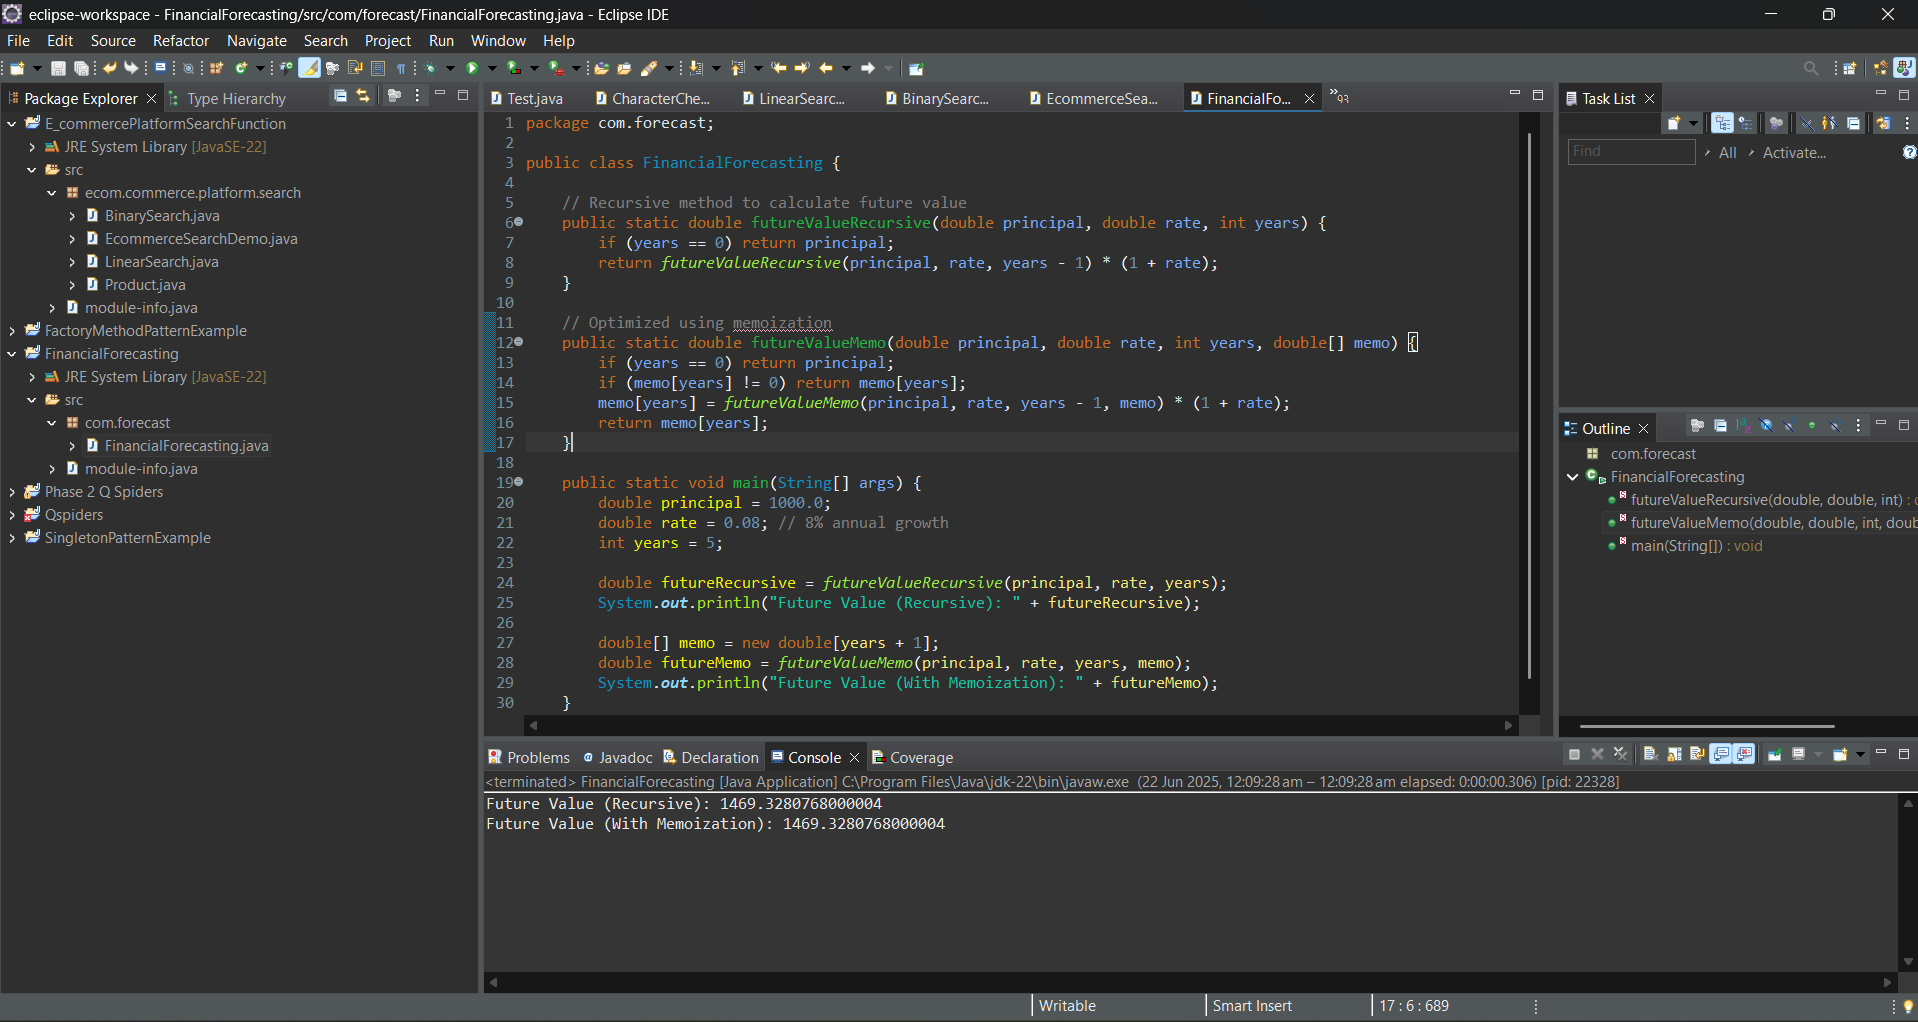 eclipse-workspace - FinancialForecasting/src/com/forecast/FinancialForecasting.java - Eclipse IDE
File Edit Source Refactor Navigate Search Project Run Window Help
Package Explorer Type Hierarchy
E_commercePlatformSearchFunction
JRE System Library [JavaSE-22]
src
ecom.commerce.platform.search
BinarySearch.java
EcommerceSearchDemo.java
LinearSearch.java
Product.java
module-info.java
FactoryMethodPatternExample
FinancialForecasting
JRE System Library [JavaSE-22]
src
com.forecast
FinancialForecasting.java
module-info.java
Phase 2 Q Spiders
Qspiders
SingletonPatternExample
Test.java CharacterChe... LinearSearc... BinarySearc... EcommerceSea... FinancialFo... »93
1 package com.forecast;
2
3 public class FinancialForecasting {
4
5 // Recursive method to calculate future value
6 public static double futureValueRecursive(double principal, double rate, int years) {
7 if (years == 0) return principal;
8 return futureValueRecursive(principal, rate, years - 1) * (1 + rate);
9 }
10
11 // Optimized using memoization
12 public static double futureValueMemo(double principal, double rate, int years, double[] memo) {
13 if (years == 0) return principal;
14 if (memo[years] != 0) return memo[years];
15 memo[years] = futureValueMemo(principal, rate, years - 1, memo) * (1 + rate);
16 return memo[years];
17 }
18
19 public static void main(String[] args) {
20 double principal = 1000.0;
21 double rate = 0.08; // 8% annual growth
22 int years = 5;
23
24 double futureRecursive = futureValueRecursive(principal, rate, years);
25 System.out.println("Future Value (Recursive): " + futureRecursive);
26
27 double[] memo = new double[years + 1];
28 double futureMemo = futureValueMemo(principal, rate, years, memo);
29 System.out.println("Future Value (With Memoization): " + futureMemo);
30 }
Task List
Find All Activate...
Outline
com.forecast
FinancialForecasting
futureValueRecursive(double, double, int) :
futureValueMemo(double, double, int, doub
main(String[]) : void
Problems Javadoc Declaration Console Coverage
<terminated> FinancialForecasting [Java Application] C:\Program Files\Java\jdk-22\bin\javaw.exe (22 Jun 2025, 12:09:28 am – 12:09:28 am elapsed: 0:00:00.306) [pid: 22328]
Future Value (Recursive): 1469.3280768000004
Future Value (With Memoization): 1469.3280768000004
Writable Smart Insert 17 : 6 : 689